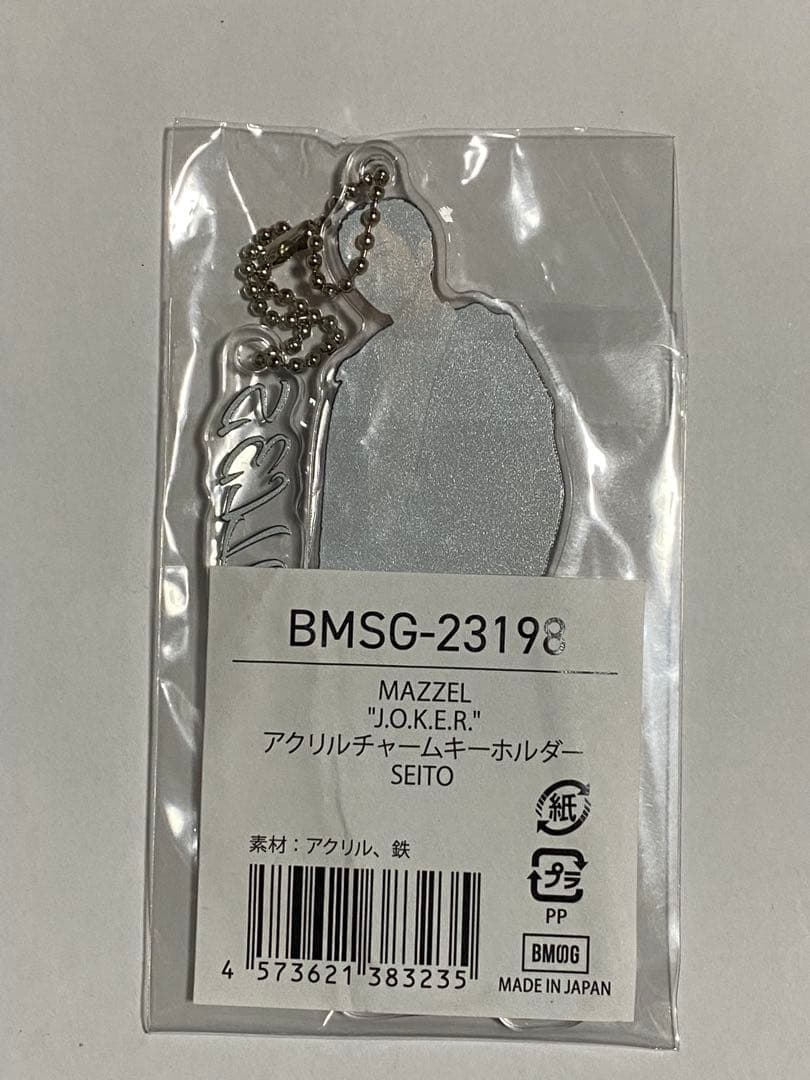 BMSG-23198
MAZZEL
"J.O.K.E.R."
アクリルチャームキーホルダー
SEITO
紙
素材：アクリル、鉄
プラ
PP
BMSG
4 573621 383235
MADE IN JAPAN